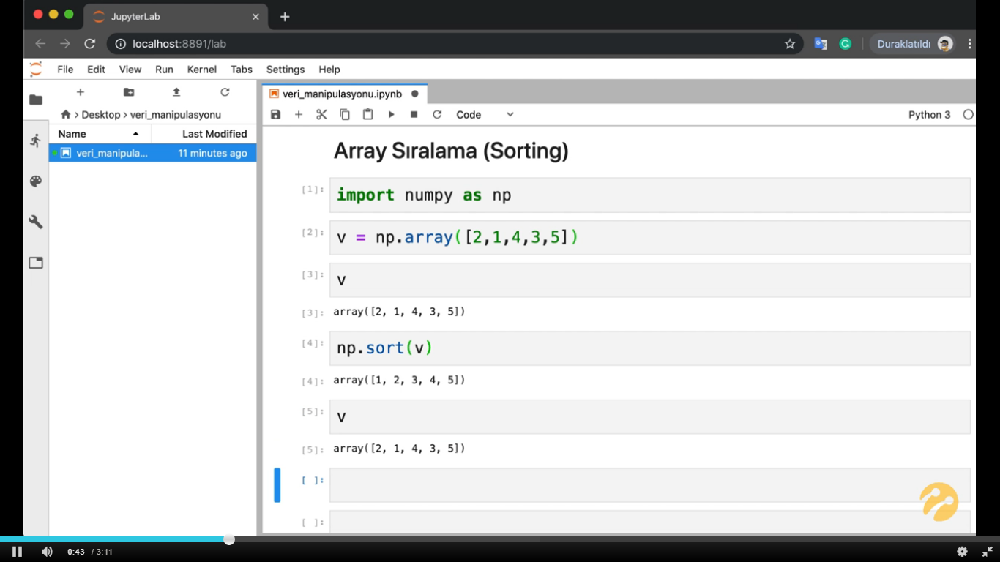 JupyterLab
localhost:8891/lab
Duraklatıldı
File Edit View Run Kernel Tabs Settings Help
Desktop > veri_manipulasyonu
Name Last Modified
veri_manipula... 11 minutes ago
veri_manipulasyonu.ipynb
Code
Python 3
Array Sıralama (Sorting)
[1]: import numpy as np
[2]: v = np.array([2,1,4,3,5])
[3]: v
[3]: array([2, 1, 4, 3, 5])
[4]: np.sort(v)
[4]: array([1, 2, 3, 4, 5])
[5]: v
[5]: array([2, 1, 4, 3, 5])
[ ]:
[ ]:
0:43 / 3:11